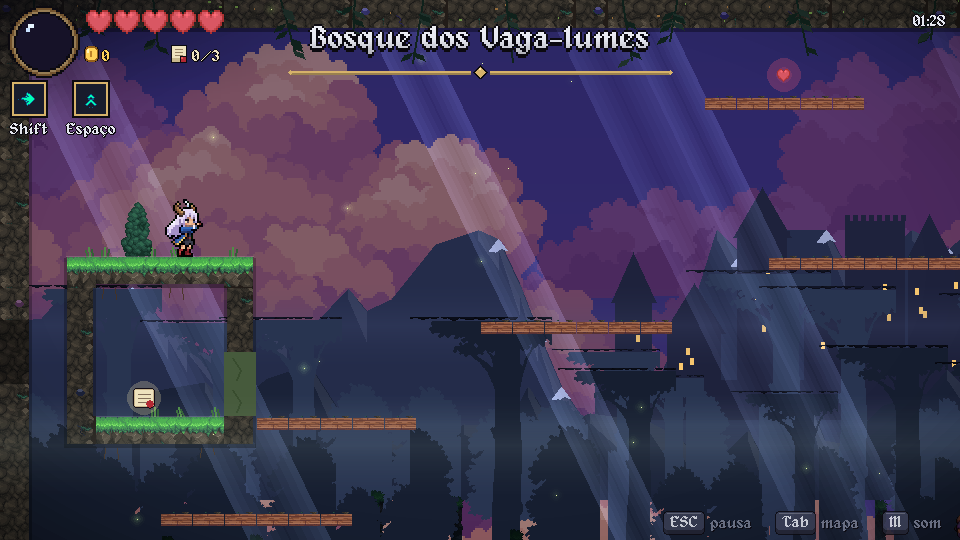 Bosque dos Vaga-lumes
01:28
0
0/3
Shift
Espaço
ESC pausa
Tab mapa
M som